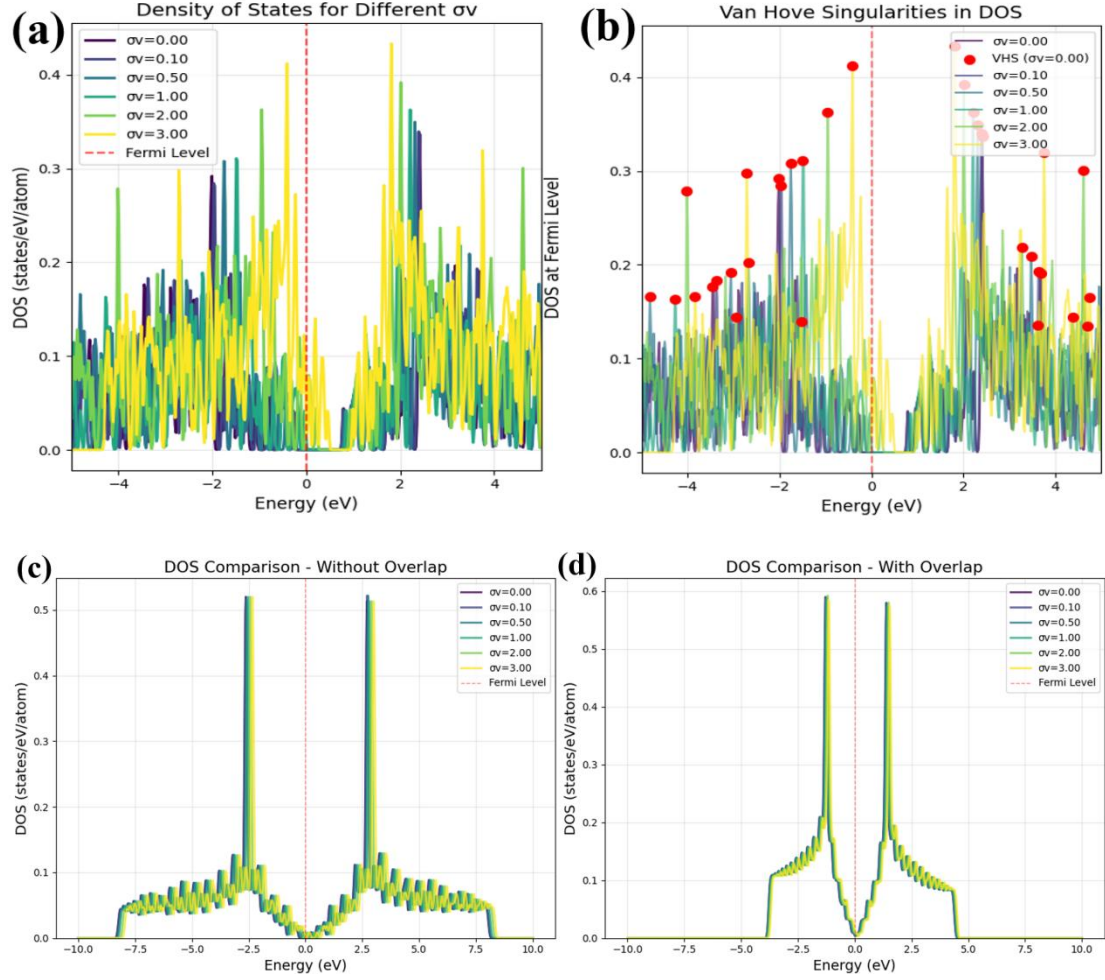 (a)
Density of States for Different σv
σv=0.00
σv=0.10
σv=0.50
σv=1.00
σv=2.00
σv=3.00
Fermi Level
DOS (states/eV/atom)
0.4
0.3
0.2
0.1
0.0
−4 −2 0 2 4
Energy (eV)
(b)
Van Hove Singularities in DOS
σv=0.00
VHS (σv=0.00)
σv=0.10
σv=0.50
σv=1.00
σv=2.00
σv=3.00
DOS at Fermi Level
0.4
0.3
0.2
0.1
0.0
−4 −2 0 2 4
Energy (eV)
(c)
DOS Comparison - Without Overlap
σv=0.00
σv=0.10
σv=0.50
σv=1.00
σv=2.00
σv=3.00
Fermi Level
DOS (states/eV/atom)
0.5
0.4
0.3
0.2
0.1
0.0
−10.0 −7.5 −5.0 −2.5 0.0 2.5 5.0 7.5 10.0
Energy (eV)
(d)
DOS Comparison - With Overlap
σv=0.00
σv=0.10
σv=0.50
σv=1.00
σv=2.00
σv=3.00
Fermi Level
DOS (states/eV/atom)
0.6
0.5
0.4
0.3
0.2
0.1
0.0
−10.0 −7.5 −5.0 −2.5 0.0 2.5 5.0 7.5 10.0
Energy (eV)